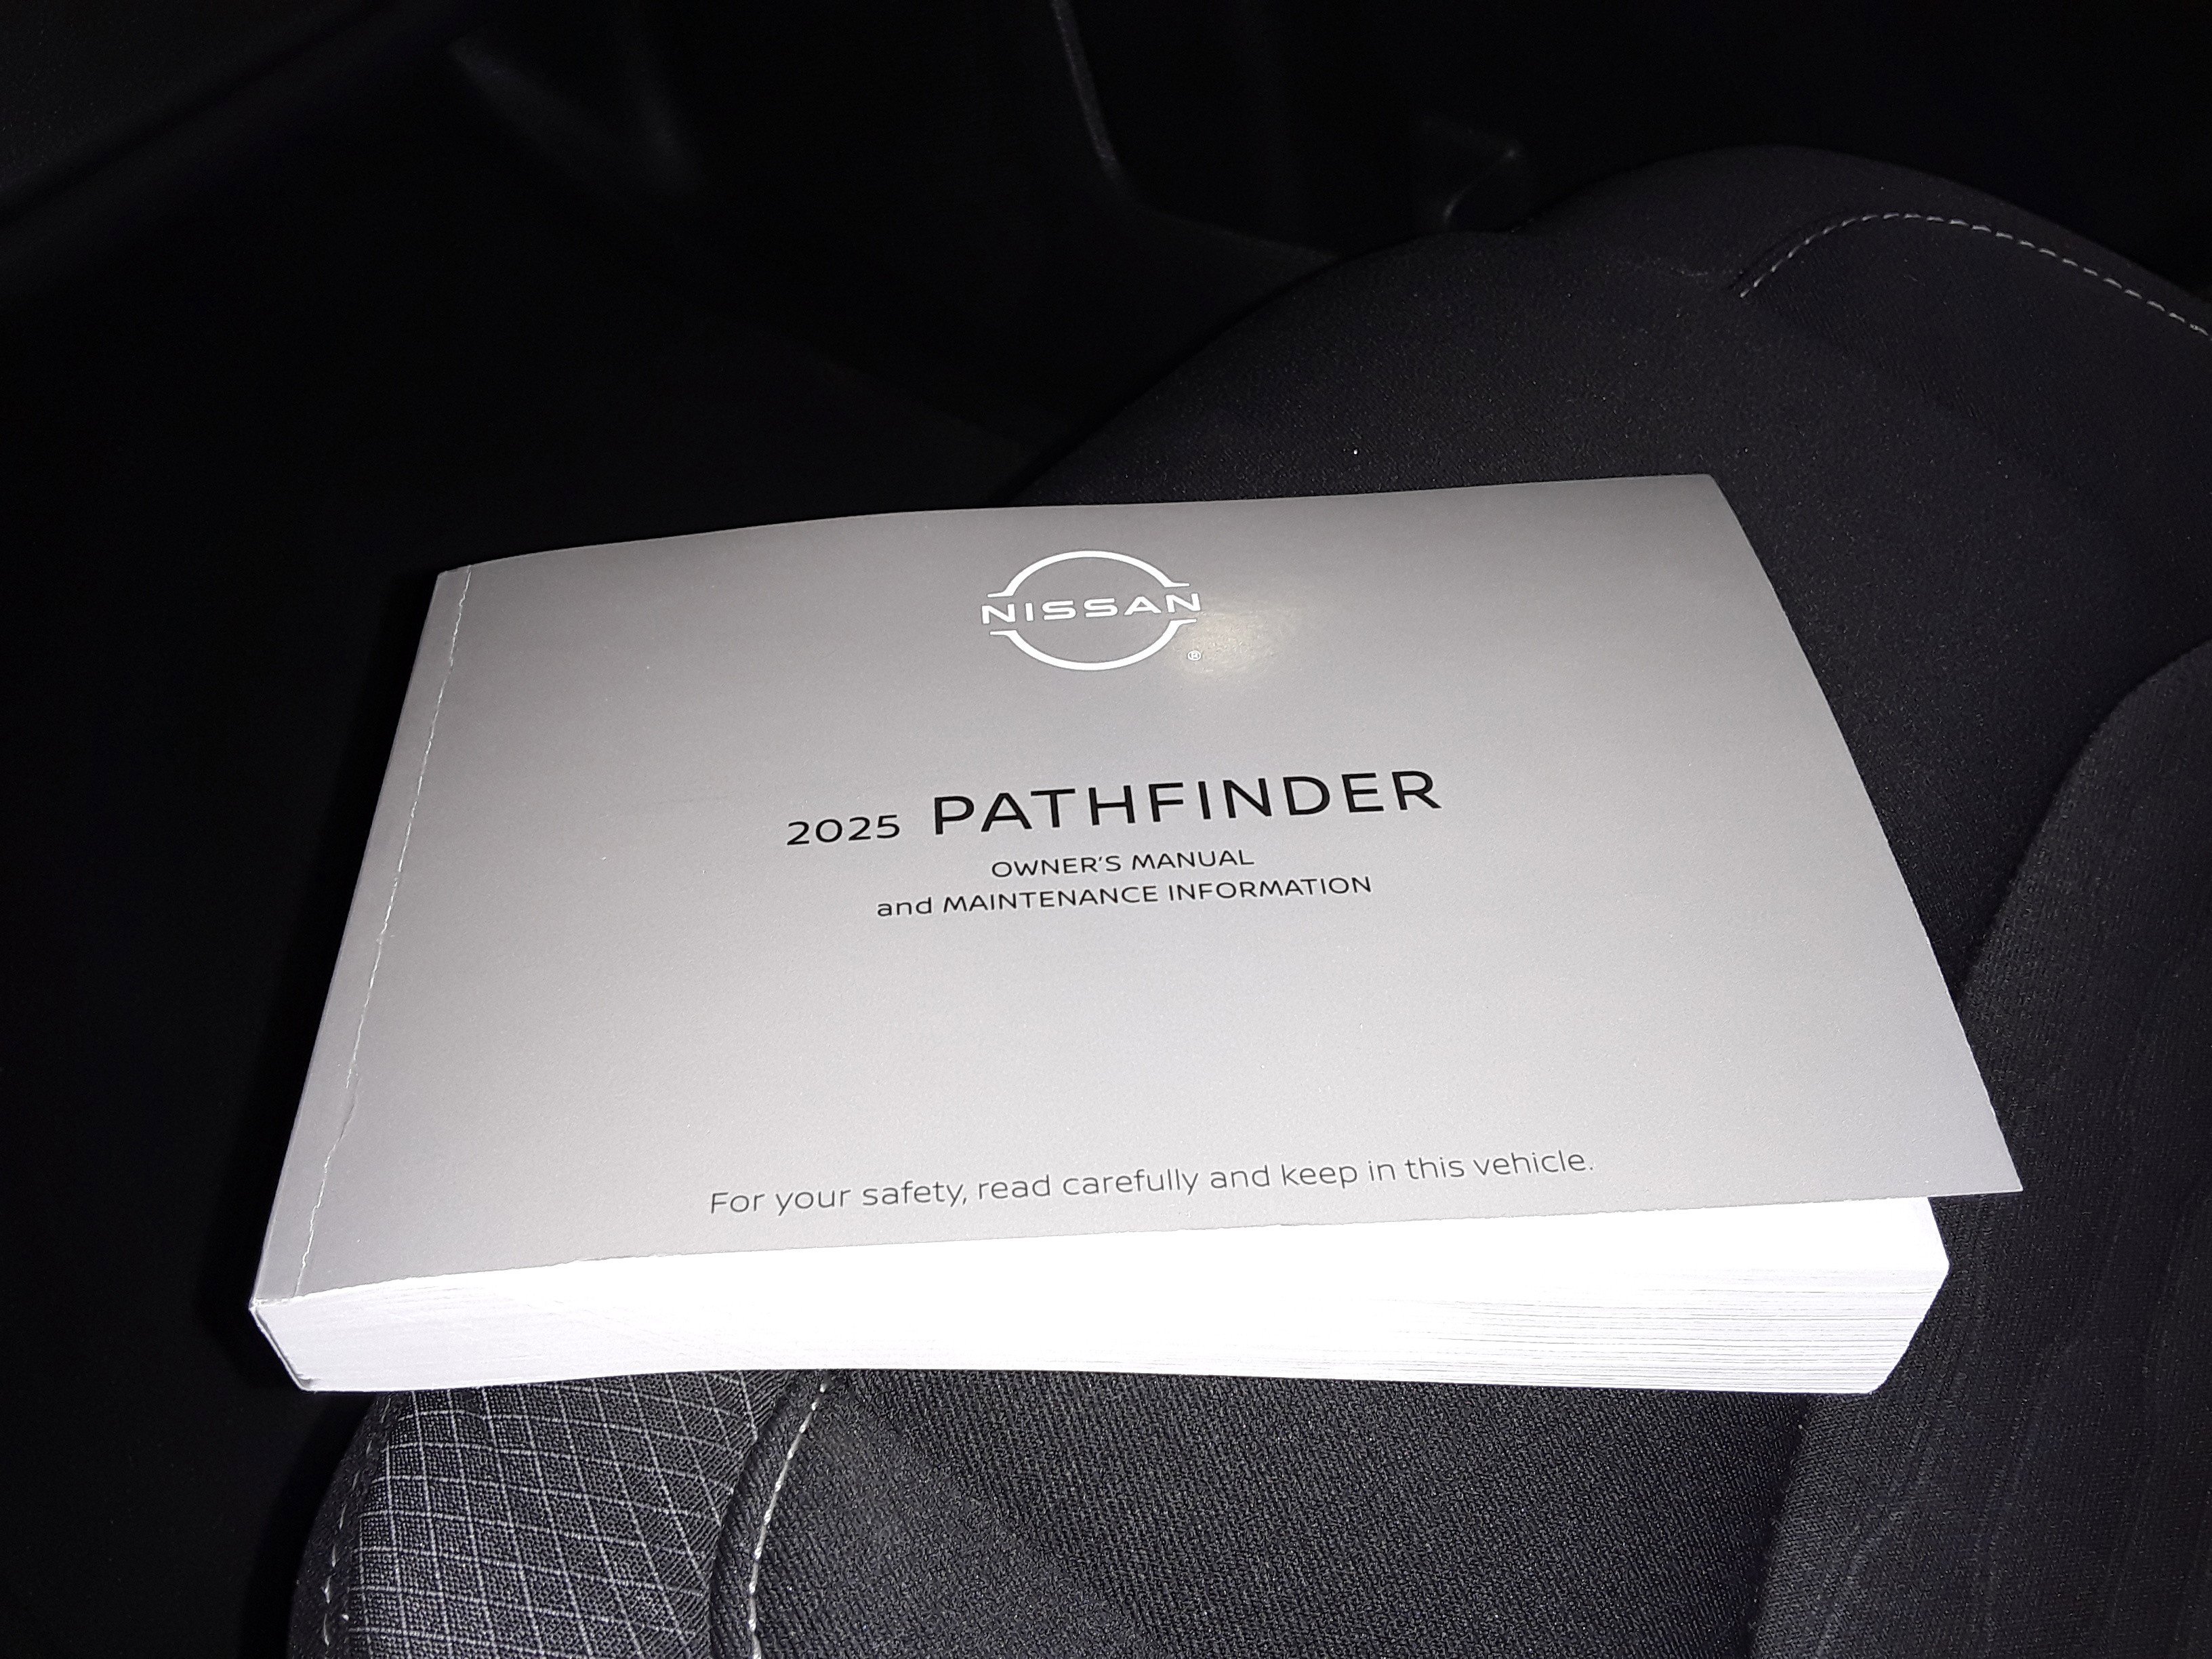 NISSAN
®
2025 PATHFINDER
OWNER'S MANUAL
and MAINTENANCE INFORMATION
For your safety, read carefully and keep in this vehicle.